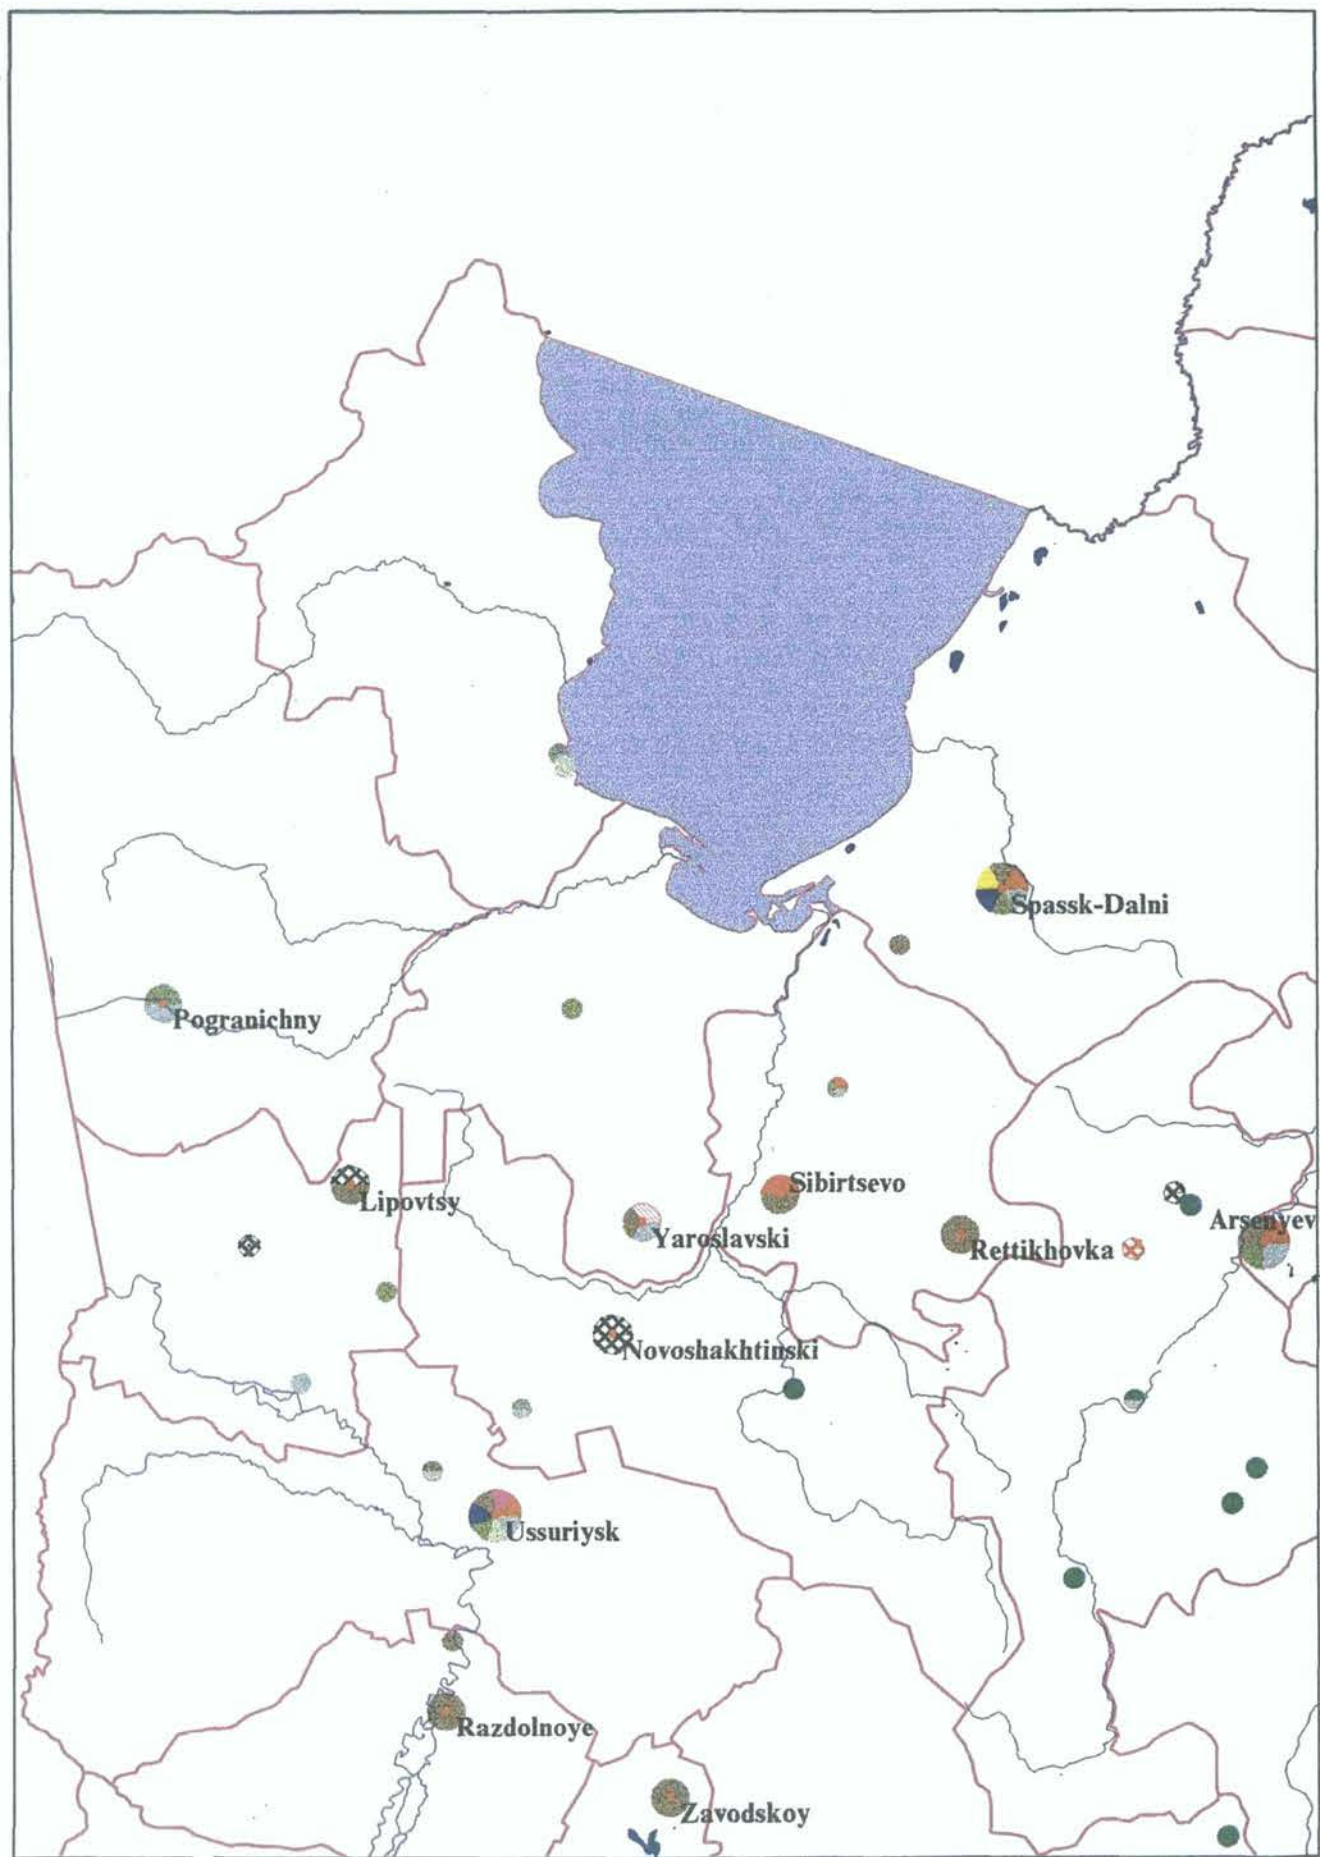 Spassk-Dalni
Pogranichny
Sibirtsevo
Lipovtsy
Arsenyev
Yaroslavski
Rettikhovka
Novoshakhtinski
Ussuriysk
Razdolnoye
Zavodskoy